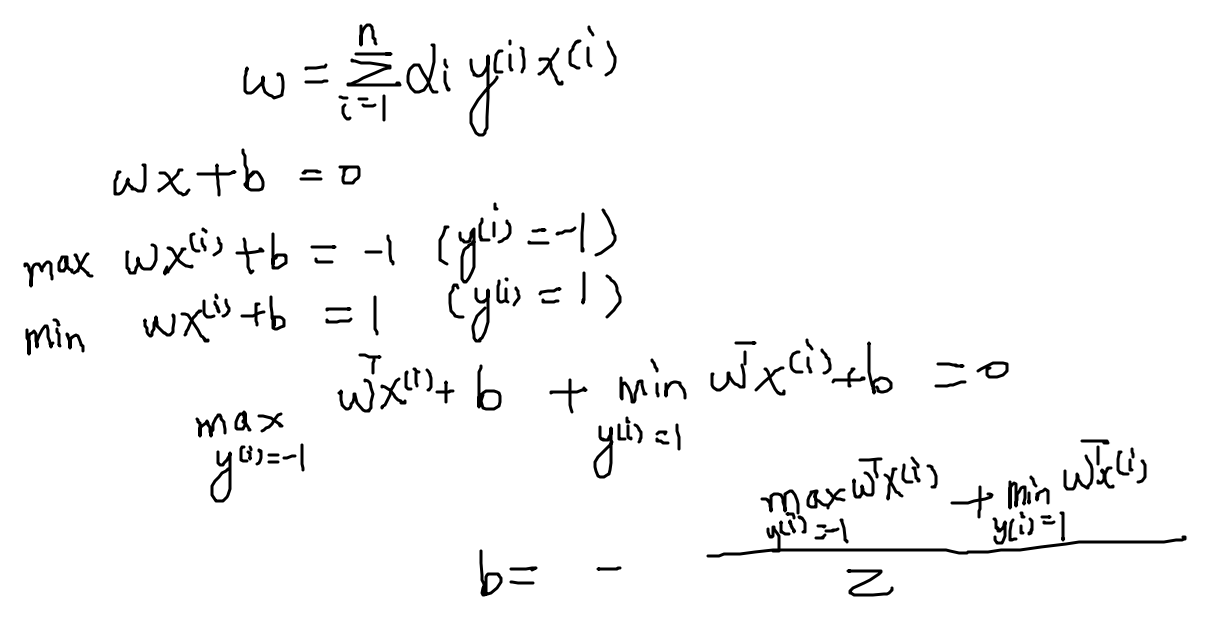 w = \sum_{i=1}^{n} α_i y^{(i)} x^{(i)}
wx + b = 0
max wx^{(i)} + b = -1 (y^{(i)} = -1)
min wx^{(i)} + b = 1 (y^{(i)} = 1)
\max_{y^{(i)}=-1} w^T x^{(i)} + b + \min_{y^{(i)}=1} w^T x^{(i)} + b = 0
b = - \frac{\max_{y^{(i)}=-1} w^T x^{(i)} + \min_{y^{(i)}=1} w^T x^{(i)}}{2}